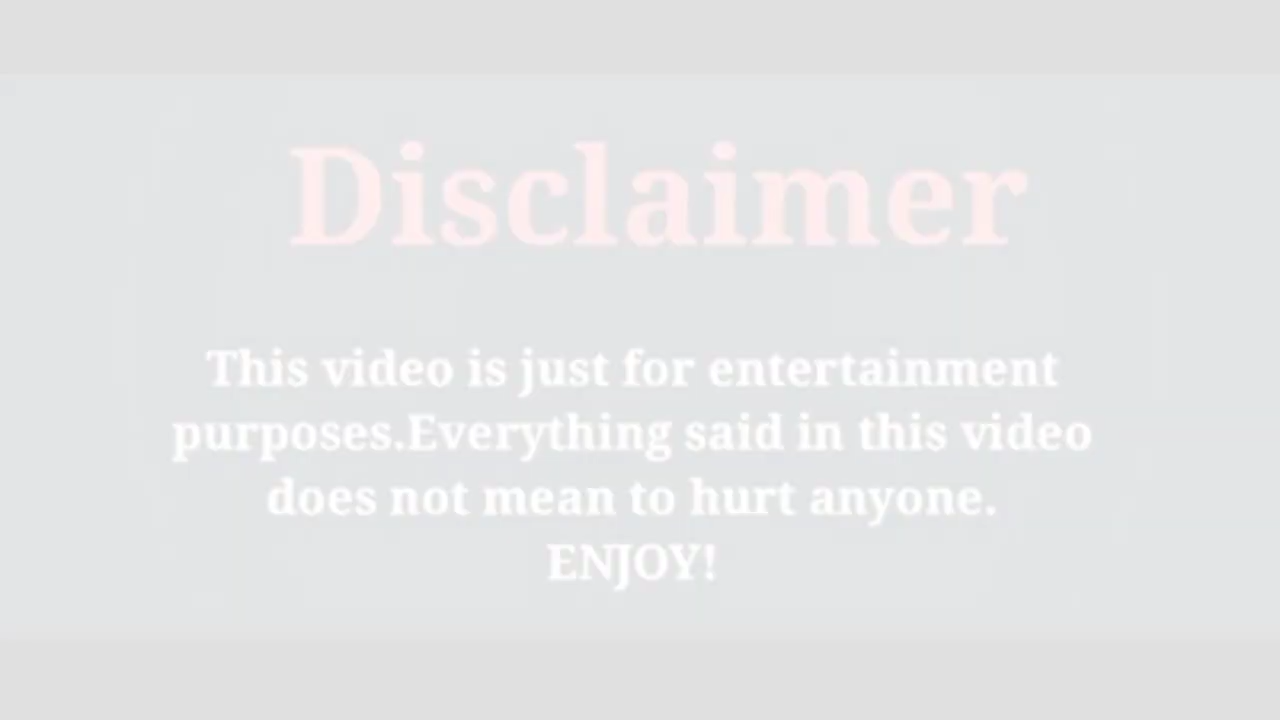 Disclaimer
This video is just for entertainment
purposes.Everything said in this video
does not mean to hurt anyone.
ENJOY!